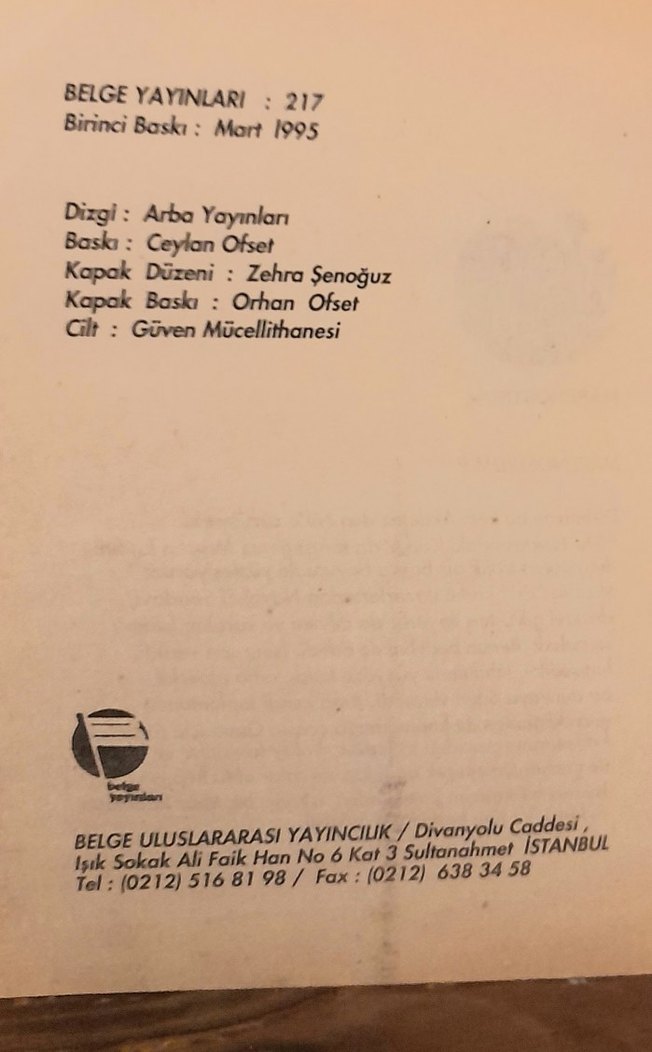 BELGE YAYINLARI : 217
Birinci Baskı : Mart 1995
Dizgi : Arba Yayınları
Baskı : Ceylan Ofset
Kapak Düzeni : Zehra Şenoğuz
Kapak Baskı : Orhan Ofset
Cilt : Güven Mücellithanesi
belge
yayınları
BELGE ULUSLARARASI YAYINCILIK / Divanyolu Caddesi,
Işık Sokak Ali Faik Han No 6 Kat 3 Sultanahmet İSTANBUL
Tel : (0212) 516 81 98 / Fax : (0212) 638 34 58